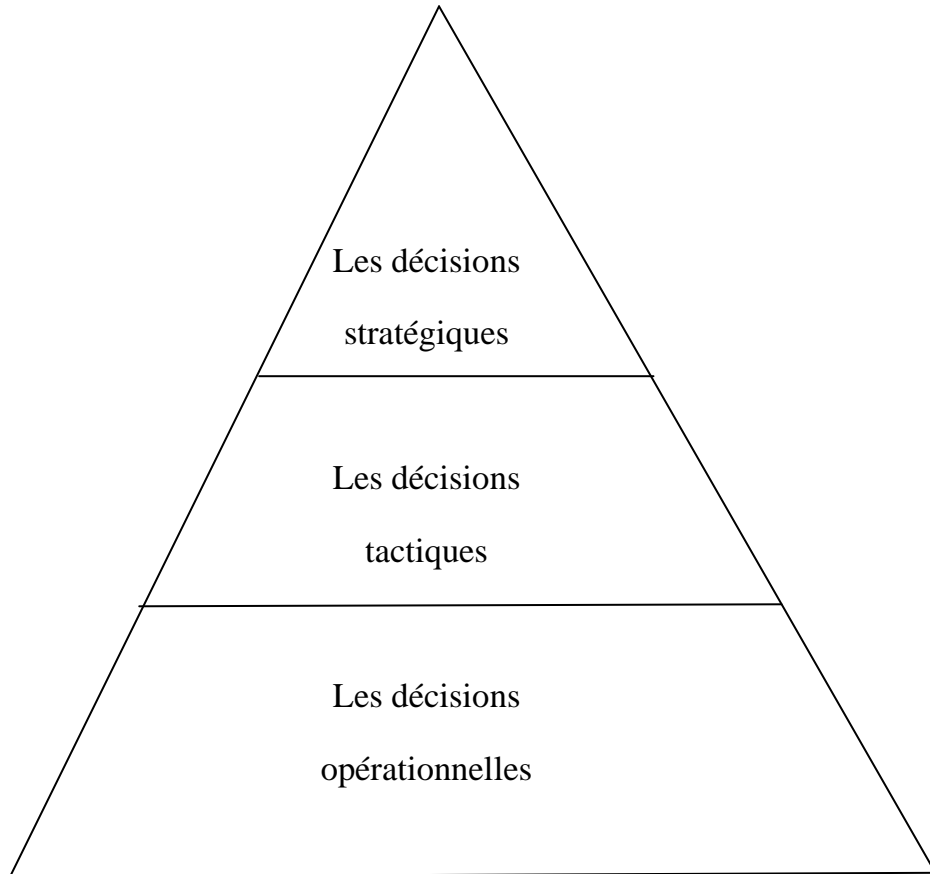 Les décisions
stratégiques
Les décisions
tactiques
Les décisions
opérationnelles